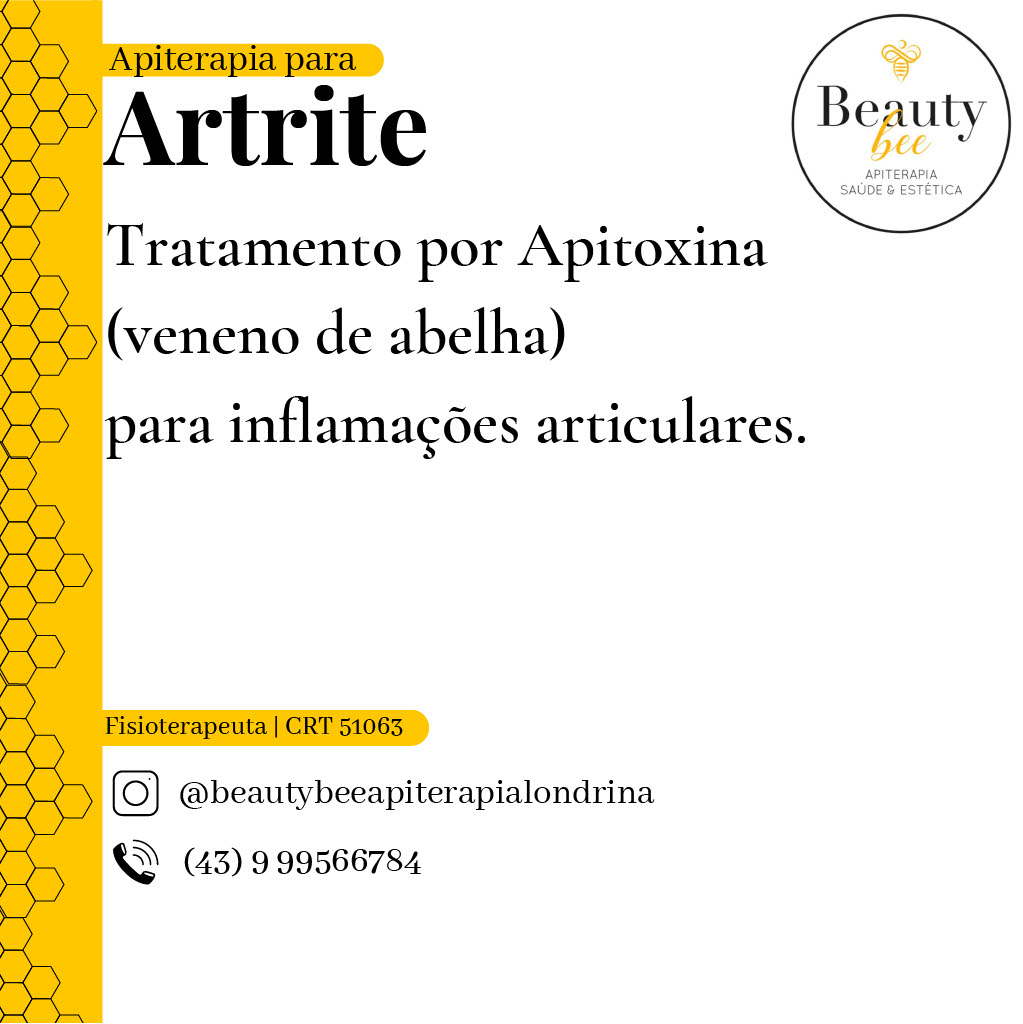 Apiterapia para
Artrite
Beauty
bee
APITERAPIA
SAÚDE & ESTÉTICA
Tratamento por Apitoxina
(veneno de abelha)
para inflamações articulares.
Fisioterapeuta | CRT 51063
@beautybeeapiterapialondrina
(43) 9 99566784